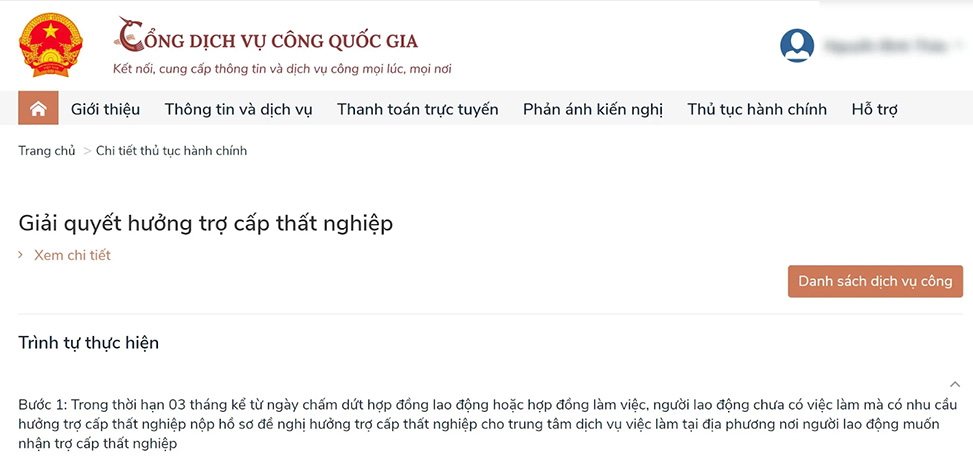 CỔNG DỊCH VỤ CÔNG QUỐC GIA
Kết nối, cung cấp thông tin và dịch vụ công mọi lúc, mọi nơi
Giới thiệu Thông tin và dịch vụ Thanh toán trực tuyến Phản ánh kiến nghị Thủ tục hành chính Hỗ trợ
Trang chủ > Chi tiết thủ tục hành chính
Giải quyết hưởng trợ cấp thất nghiệp
> Xem chi tiết
Danh sách dịch vụ công
Trình tự thực hiện
Bước 1: Trong thời hạn 03 tháng kể từ ngày chấm dứt hợp đồng lao động hoặc hợp đồng làm việc, người lao động chưa có việc làm mà có nhu cầu
hưởng trợ cấp thất nghiệp nộp hồ sơ đề nghị hưởng trợ cấp thất nghiệp cho trung tâm dịch vụ việc làm tại địa phương nơi người lao động muốn
nhận trợ cấp thất nghiệp